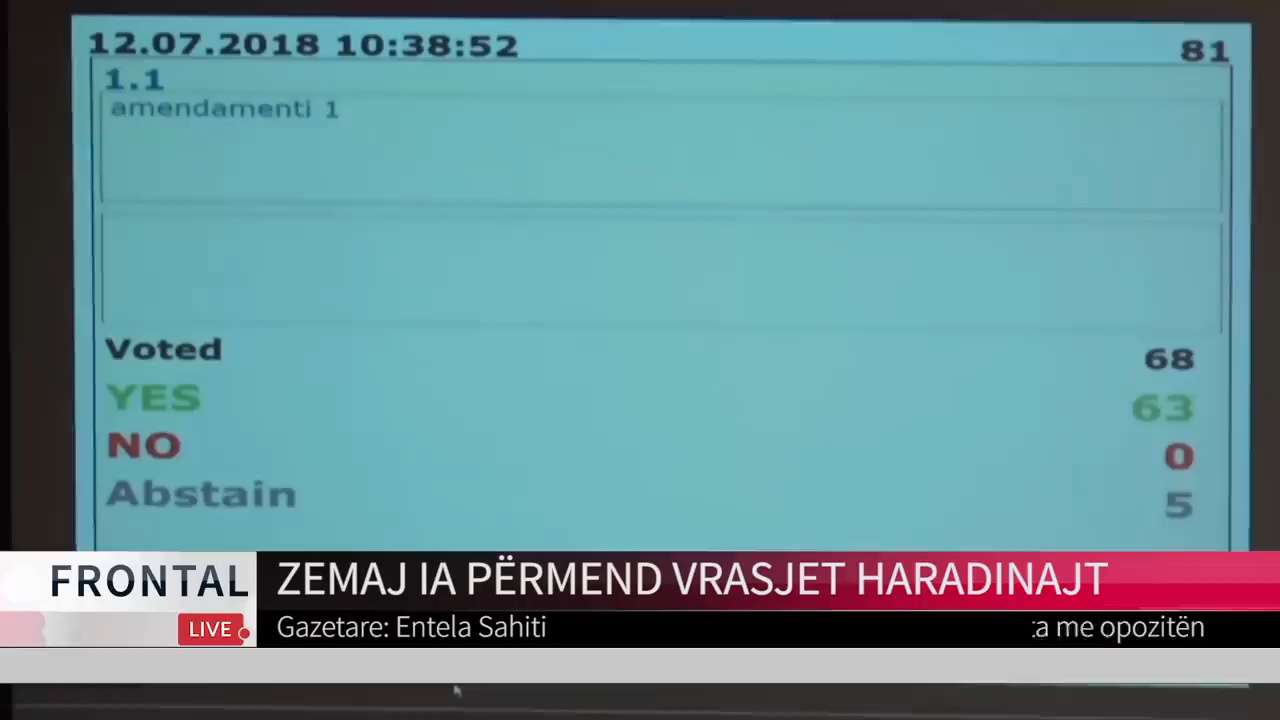 12.07.2018 10:38:52 81
1.1
amendamenti 1
Voted 68
YES 63
NO 0
Abstain 5
FRONTAL
ZEMAJ IA PËRMEND VRASJET HARADINAJT
LIVE
Gazetare: Entela Sahiti
me opozitën